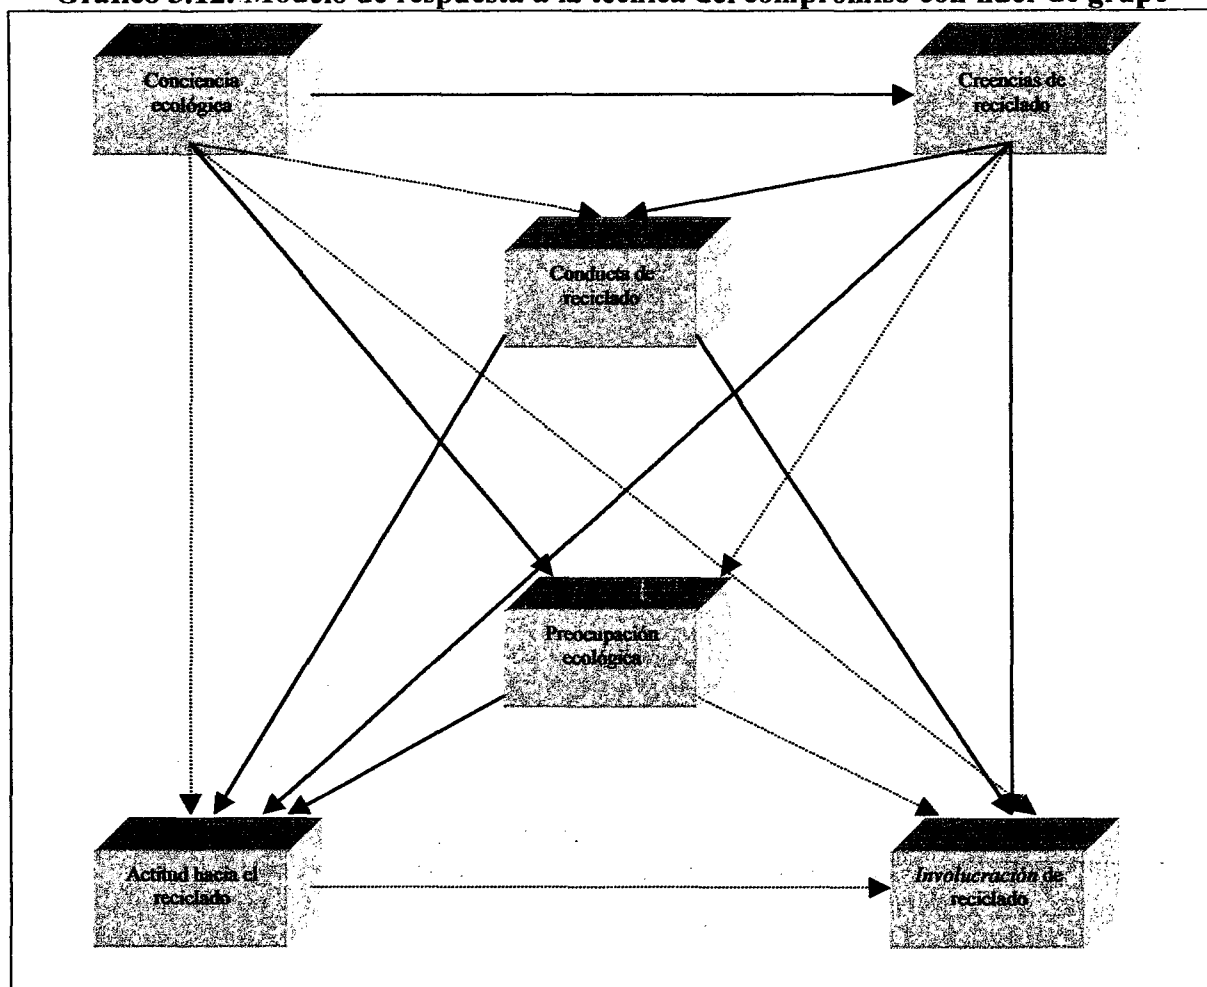 Gráfico 5.12. Modelo de respuesta a la técnica del compromiso con líder de grupo
Conciencia
ecológica
Creencias de
reciclado
Conducta de
reciclado
Preocupación
ecológica
Actitud hacia el
reciclado
Involucración de
reciclado